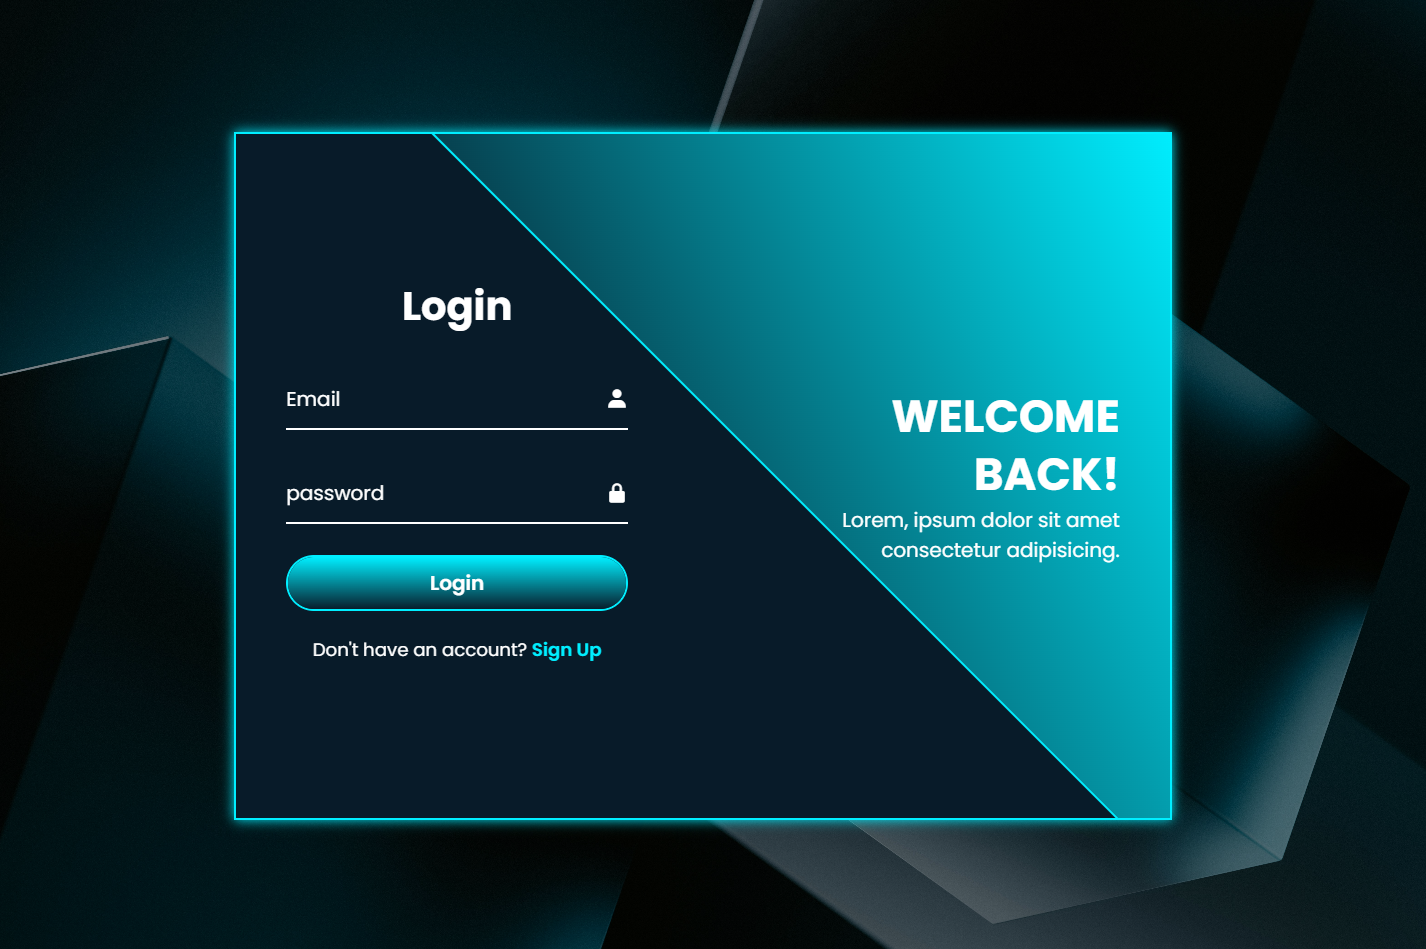 Login
Email
password
Login
Don't have an account? Sign Up
WELCOME
BACK!
Lorem, ipsum dolor sit amet
consectetur adipisicing.